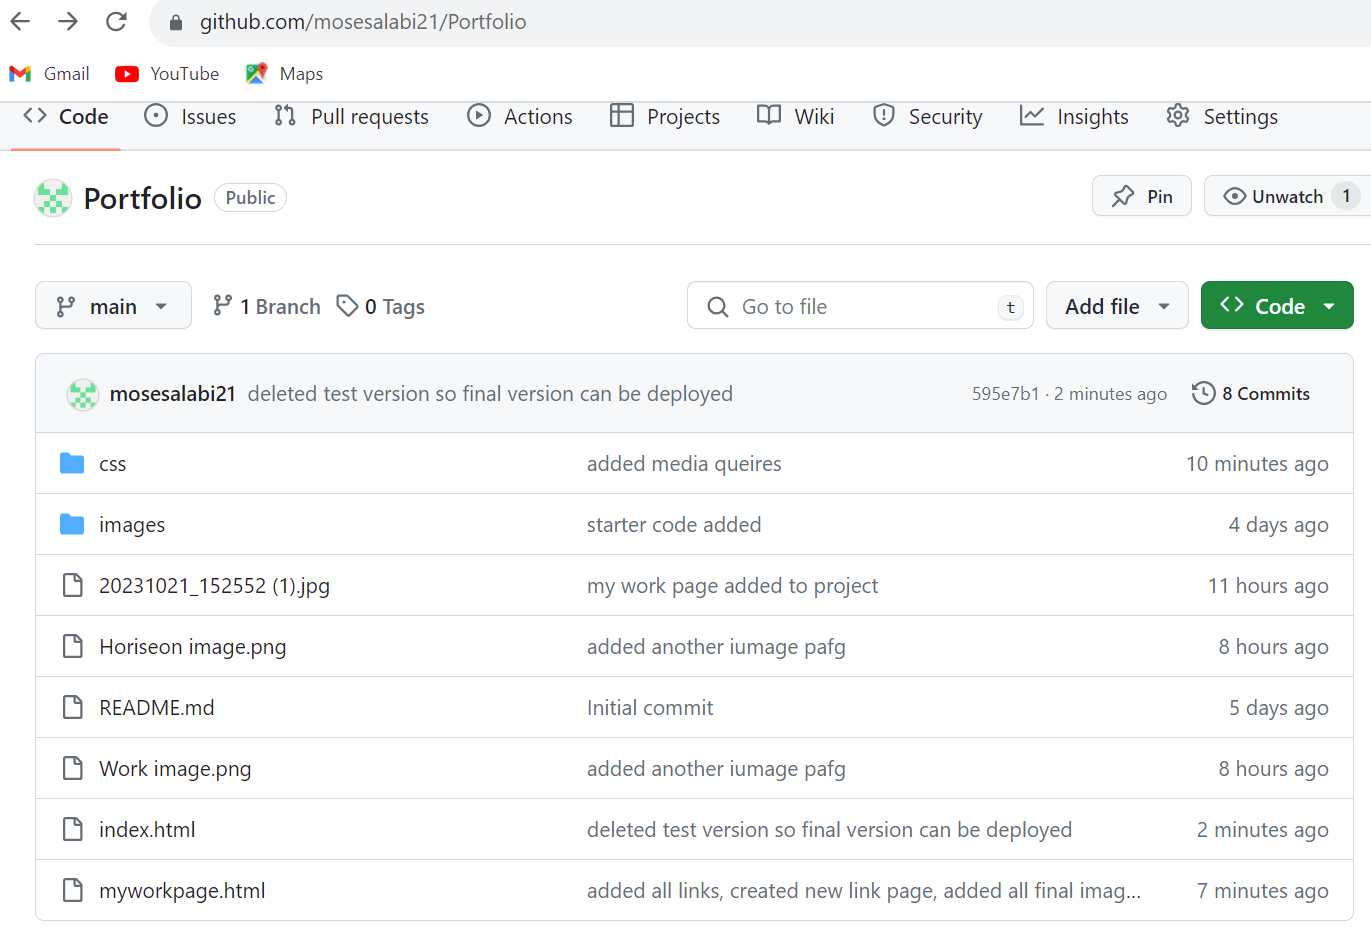 github.com/mosesalabi21/Portfolio
Gmail YouTube Maps
Code Issues Pull requests Actions Projects Wiki Security Insights Settings
Portfolio Public Pin Unwatch 1
main 1 Branch 0 Tags Go to file t Add file Code
mosesalabi21 deleted test version so final version can be deployed 595e7b1 · 2 minutes ago 8 Commits
css added media queires 10 minutes ago
images starter code added 4 days ago
20231021_152552 (1).jpg my work page added to project 11 hours ago
Horiseon image.png added another iumage pafg 8 hours ago
README.md Initial commit 5 days ago
Work image.png added another iumage pafg 8 hours ago
index.html deleted test version so final version can be deployed 2 minutes ago
myworkpage.html added all links, created new link page, added all final imag... 7 minutes ago